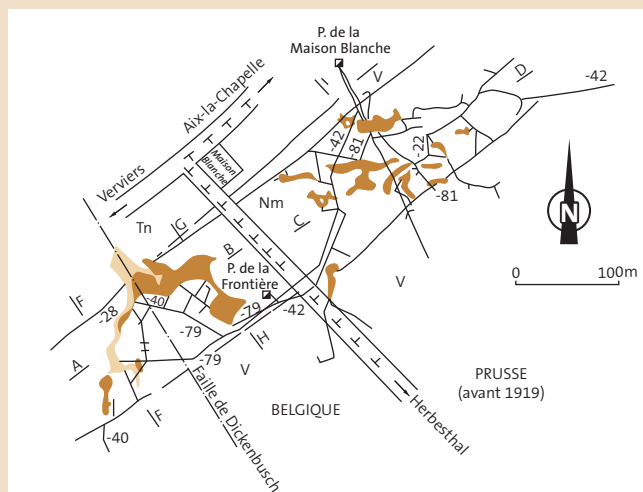 P. de la
Maison Blanche
V
D
-42
Aix-la-Chapelle
Verviers
Maison
Blanche
-42
-81
-22
-81
Tn
G
Nm
C
B
N
0 100m
P. de la
Frontière
V
F
-28
-40
-79
-79
-42
-79
H
V
A
F
-40
Faille de Dickenbusch
BELGIQUE
PRUSSE
(avant 1919)
Herbesthal